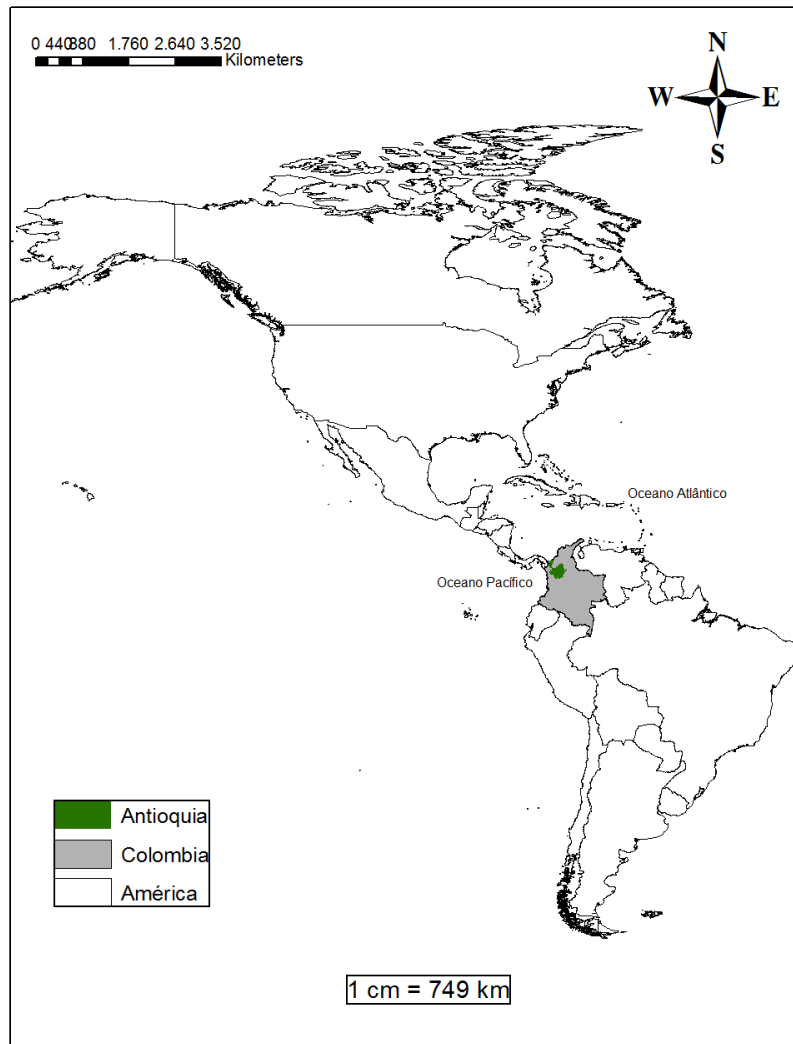 0 440880 1.760 2.640 3.520
Kilometers
N
W E
S
Oceano Atlântico
Oceano Pacífico
Antioquia
Colombia
América
1 cm = 749 km